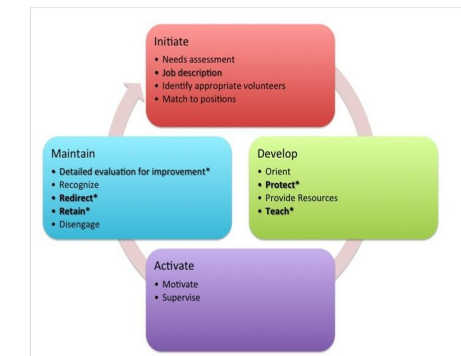 Initiate
• Needs assessment
• Job description
• Identify appropriate volunteers
• Match to positions
Develop
• Orient
• Protect*
• Provide Resources
• Teach*
Activate
• Motivate
• Supervise
Maintain
• Detailed evaluation for improvement*
• Recognize
• Redirect*
• Retain*
• Disengage